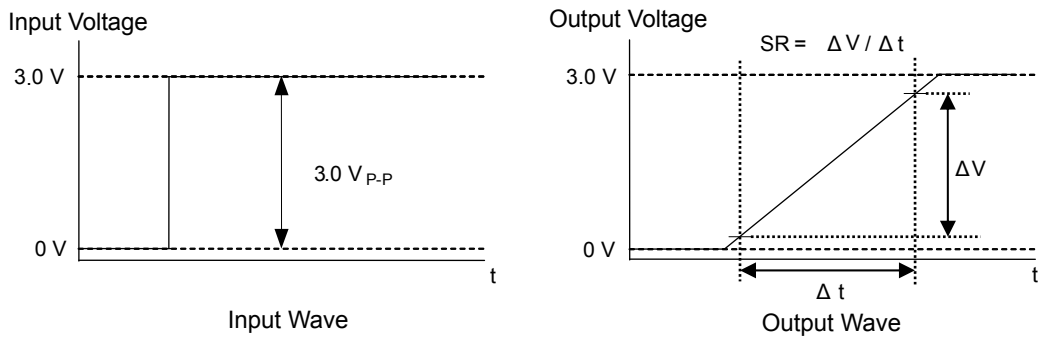 Input Voltage
3.0 V
3.0 V P-P
0 V
t
Input Wave
Output Voltage
SR = ΔV / Δt
3.0 V
ΔV
0 V
t
Δt
Output Wave